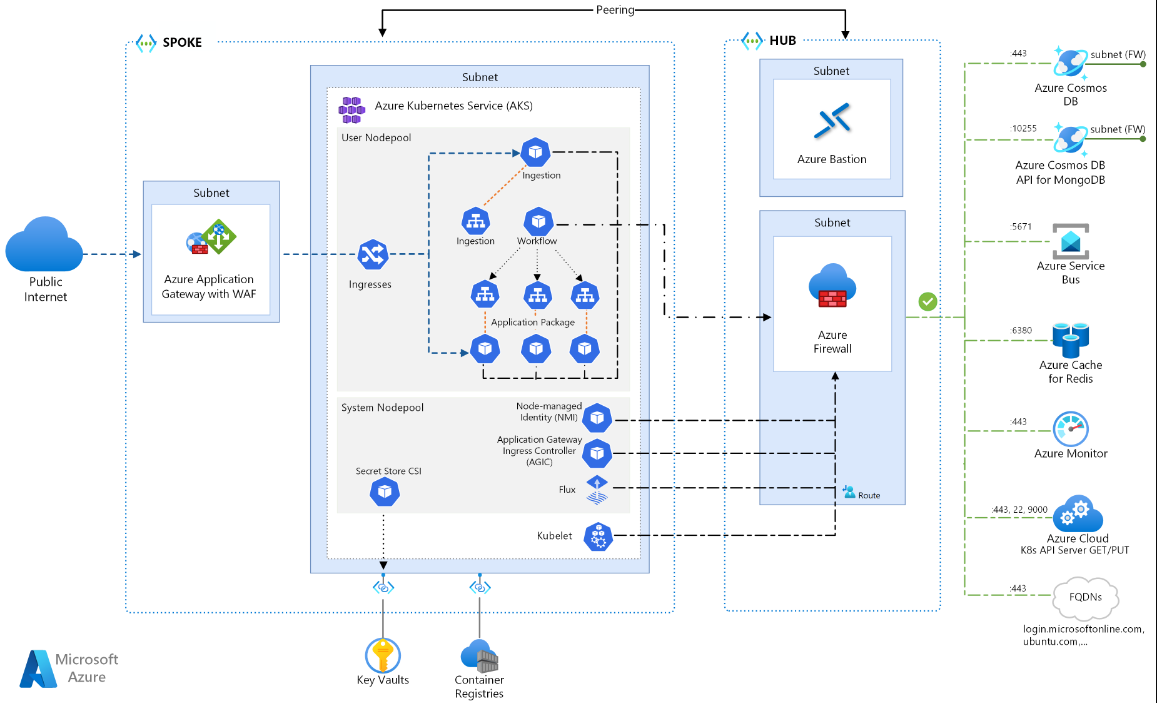 Peering
SPOKE
HUB
Subnet
Azure Kubernetes Service (AKS)
User Nodepool
Ingestion
Ingestion
Workflow
Ingresses
Application Package
System Nodepool
Node-managed
Identity (NMI)
Application Gateway
Ingress Controller
(AGIC)
Secret Store CSI
Flux
Kubelet
Subnet
Azure Application
Gateway with WAF
Public
Internet
Subnet
Azure Bastion
Subnet
Azure
Firewall
Route
:443
subnet (FW)
Azure Cosmos
DB
:10255
subnet (FW)
Azure Cosmos DB
API for MongoDB
:5671
Azure Service
Bus
:6380
Azure Cache
for Redis
:443
Azure Monitor
:443, 22, 9000
Azure Cloud
K8s API Server GET/PUT
:443
FQDNs
login.microsoftonline.com,
ubuntu.com,...
Key Vaults
Container
Registries
Microsoft
Azure